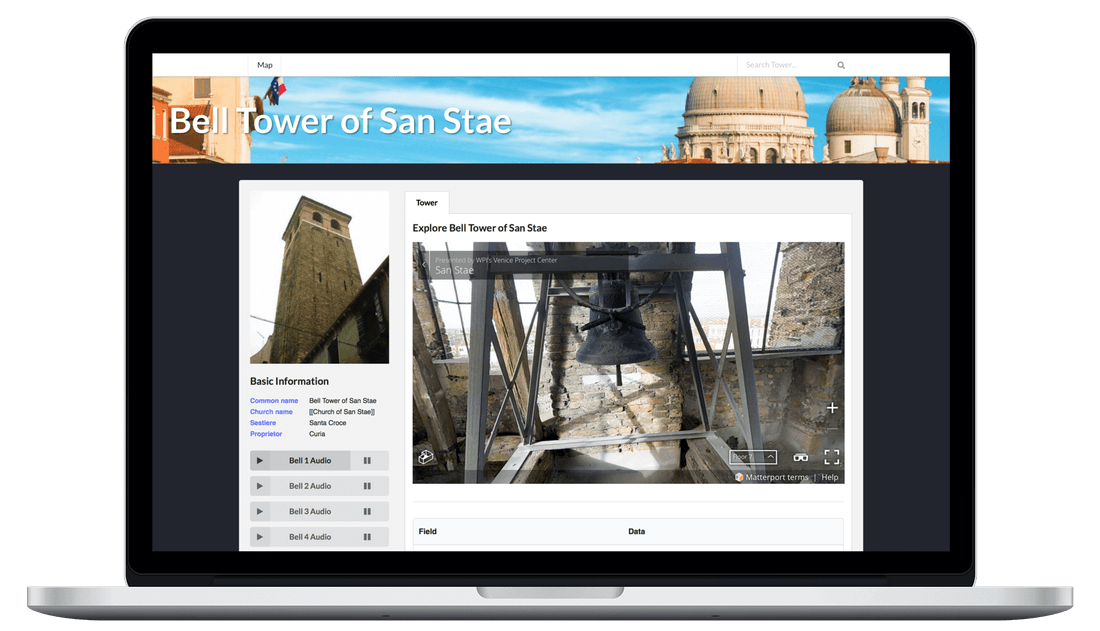 Map
Search Tower...
Bell Tower of San Stae
Tower
Explore Bell Tower of San Stae
Presented by WPI's Venice Project Center
San Stae
Basic Information
Common name Bell Tower of San Stae
Church name [[Church of San Stae]]
Sestiere Santa Croce
Proprietor Curia
Bell 1 Audio
Bell 2 Audio
Bell 3 Audio
Bell 4 Audio
Floor 7
Matterport terms | Help
Field Data